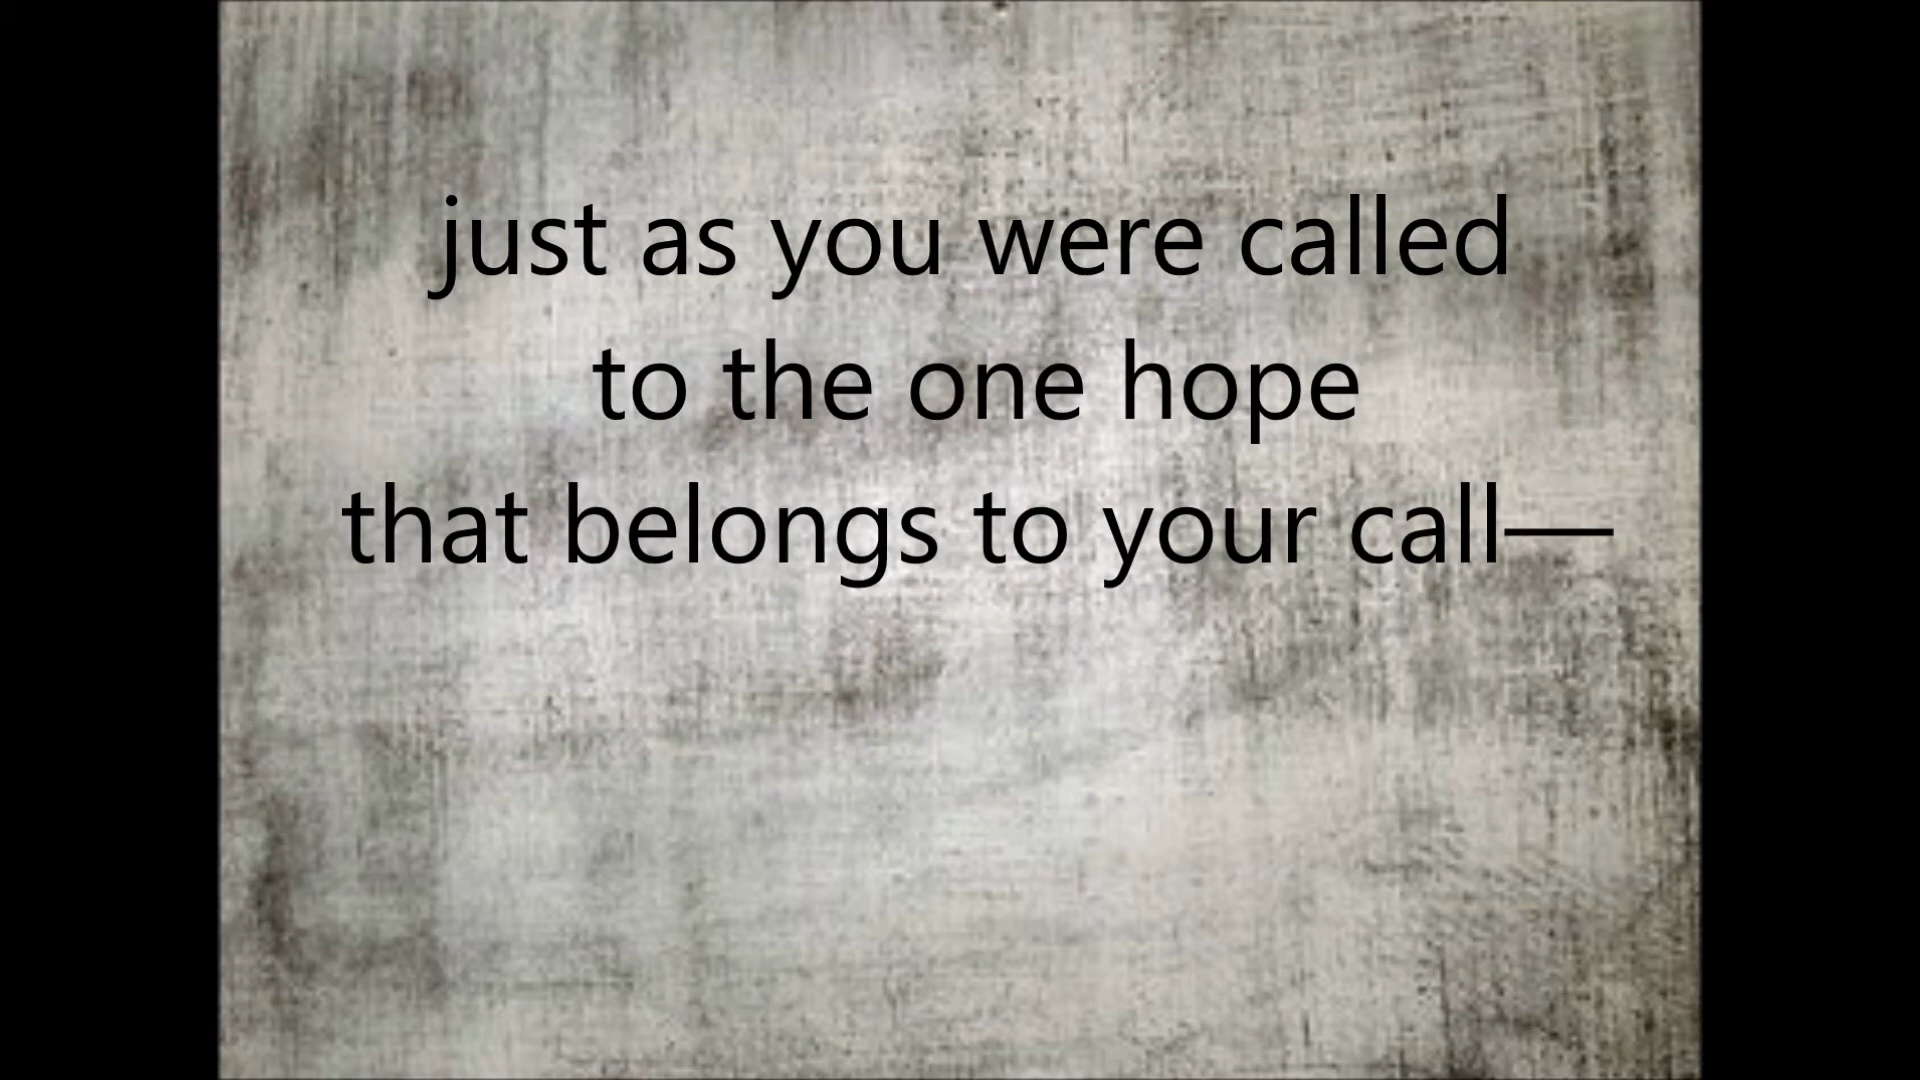 just as you were called
to the one hope
that belongs to your call—